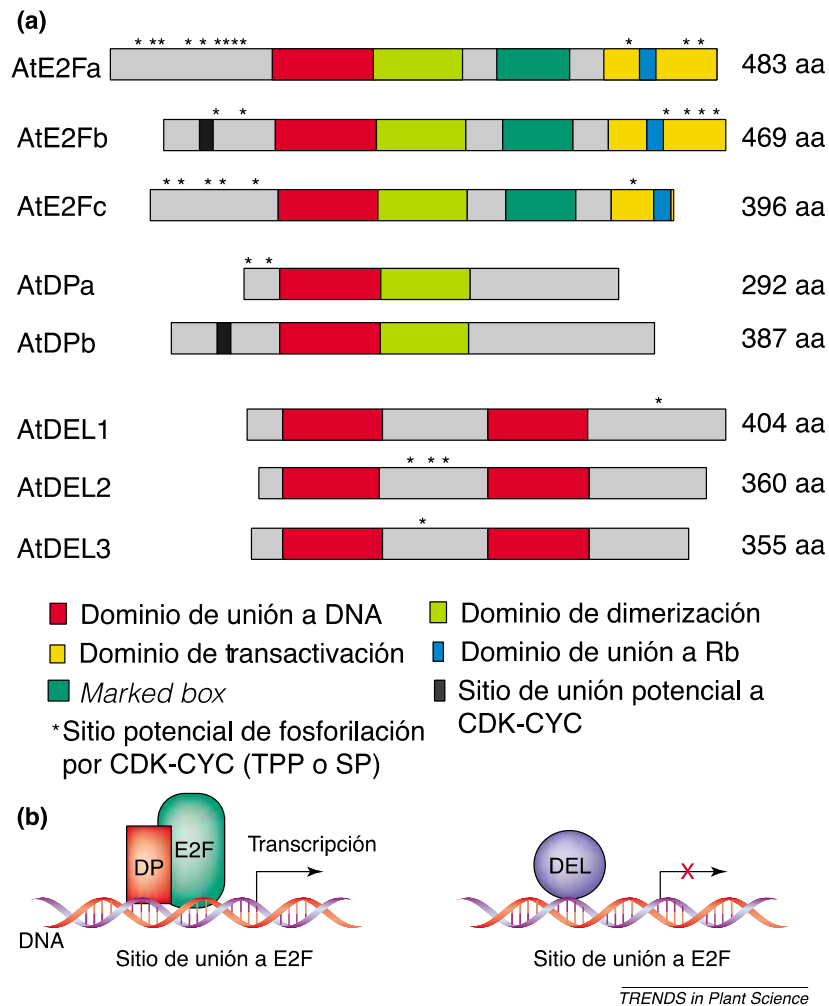 (a)
* ** * * *****   * * *
AtE2Fa 483 aa
* *   * * * *
AtE2Fb 469 aa
* * * * *   *
AtE2Fc 396 aa
* *
AtDPa 292 aa
AtDPb 387 aa
*
AtDEL1 404 aa
* * *
AtDEL2 360 aa
*
AtDEL3 355 aa
Dominio de unión a DNA
Dominio de dimerización
Dominio de transactivación
Dominio de unión a Rb
Marked box
Sitio de unión potencial a
CDK-CYC
*Sitio potencial de fosforilación
por CDK-CYC (TPP o SP)
(b)
DP
E2F
Transcripción
DNA
Sitio de unión a E2F
DEL
X
Sitio de unión a E2F
TRENDS in Plant Science